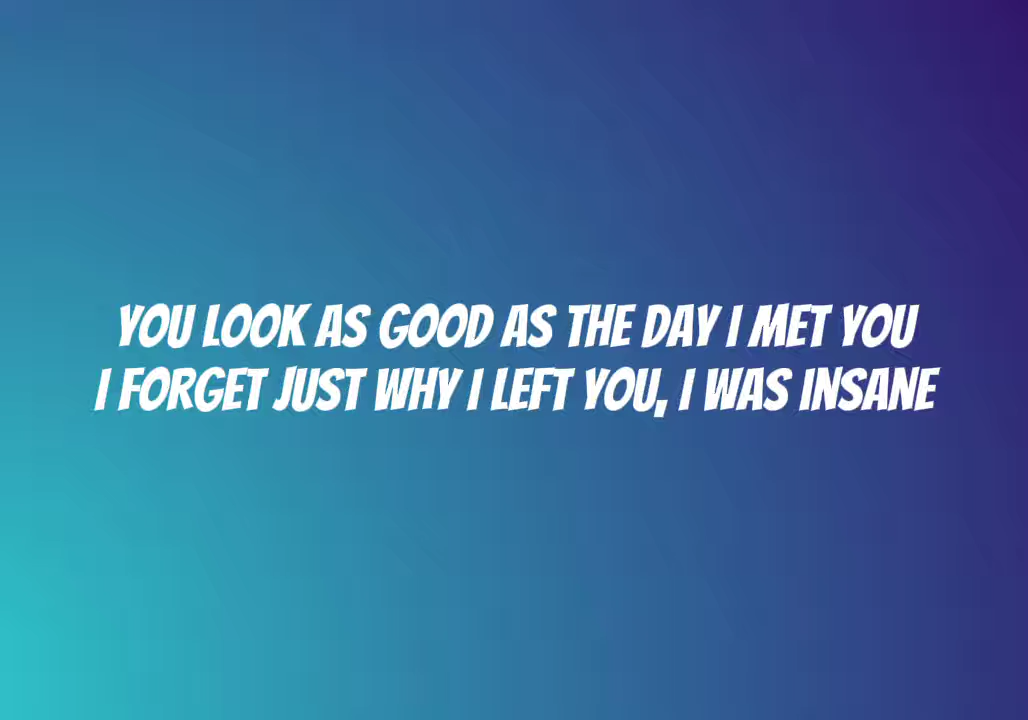 YOU LOOK AS GOOD AS THE DAY I MET YOU
I FORGET JUST WHY I LEFT YOU, I WAS INSANE